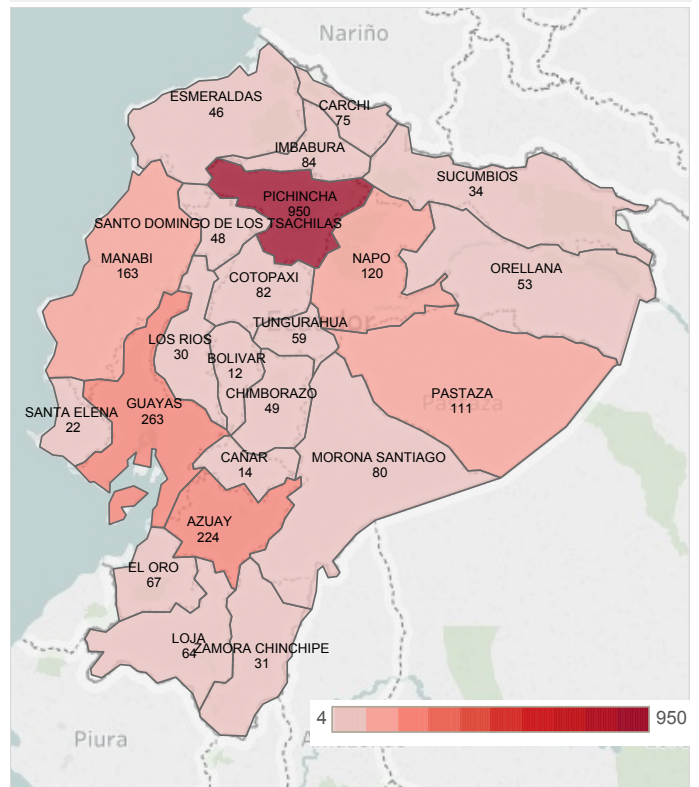 Nariño
ESMERALDAS
46
CARCHI
75
IMBABURA
84
SUCUMBIOS
34
PICHINCHA
950
SANTO DOMINGO DE LOS TSACHILAS
48
MANABI
163
NAPO
120
ORELLANA
53
COTOPAXI
82
TUNGURAHUA
59
LOS RIOS
30
BOLIVAR
12
CHIMBORAZO
49
PASTAZA
111
GUAYAS
263
SANTA ELENA
22
CAÑAR
14
MORONA SANTIAGO
80
AZUAY
224
EL ORO
67
LOJA
64
ZAMORA CHINCHIPE
31
4
950
Piura